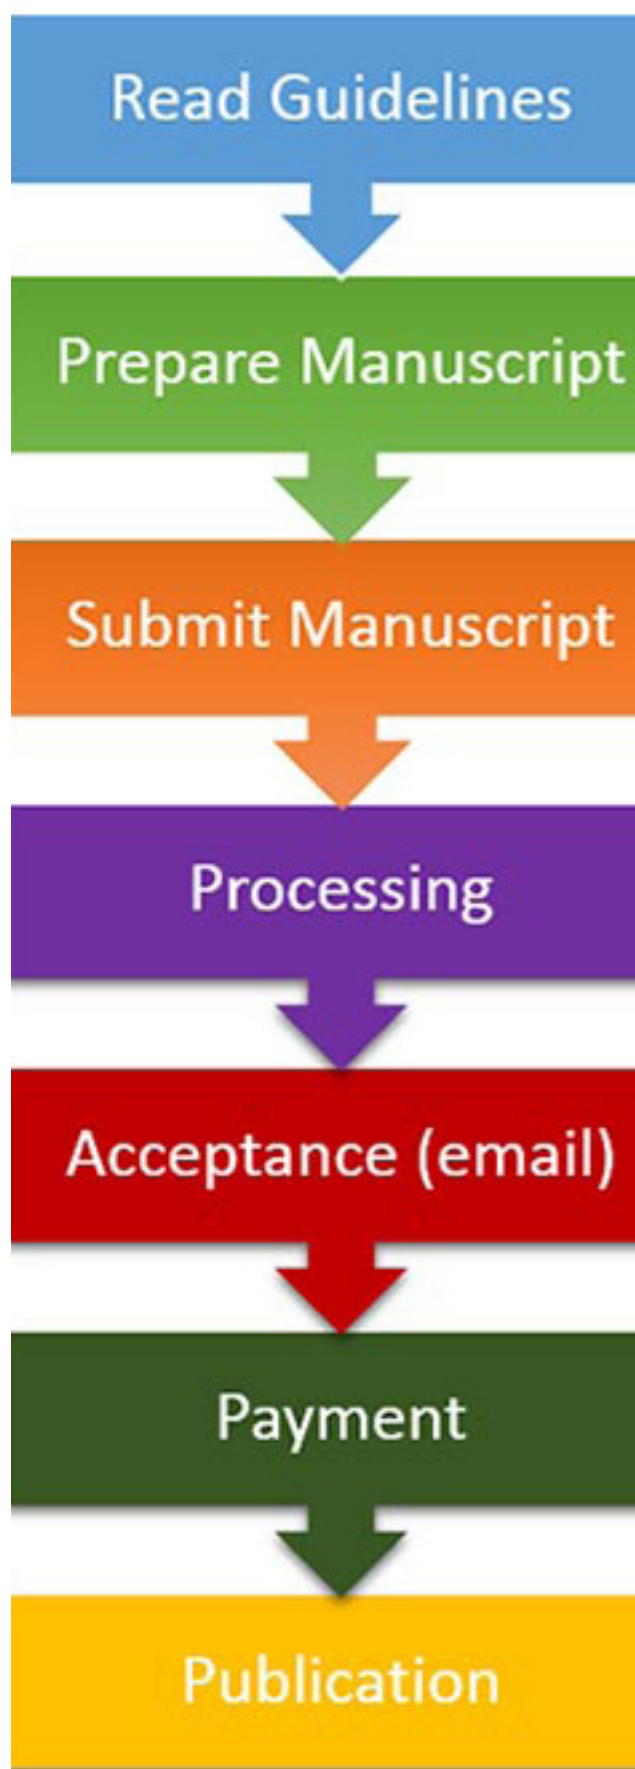 Read Guidelines
Prepare Manuscript
Submit Manuscript
Processing
Acceptance (email)
Payment
Publication